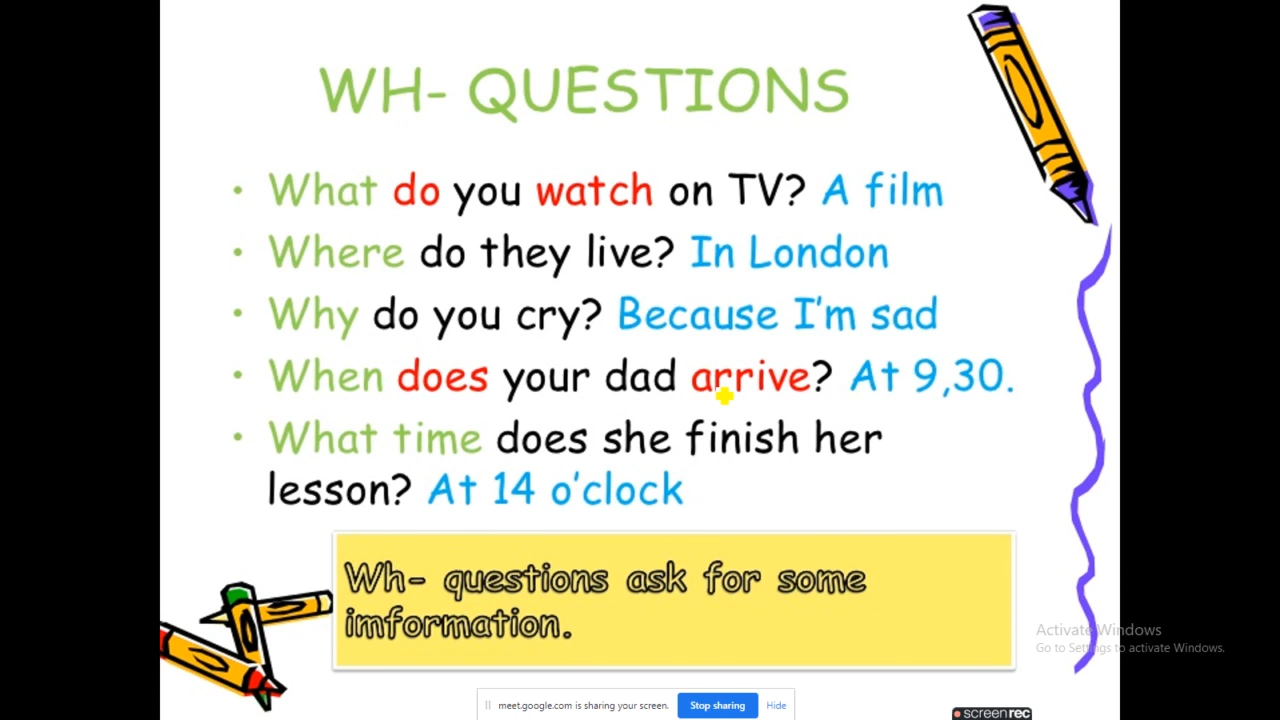 WH- QUESTIONS
• What do you watch on TV? A film
• Where do they live? In London
• Why do you cry? Because I'm sad
• When does your dad arrive? At 9,30.
• What time does she finish her
lesson? At 14 o'clock
Wh- questions ask for some
imformation.
Activate Windows
Go to Settings to activate Windows.
meet.google.com is sharing your screen. Stop sharing Hide
screenrec